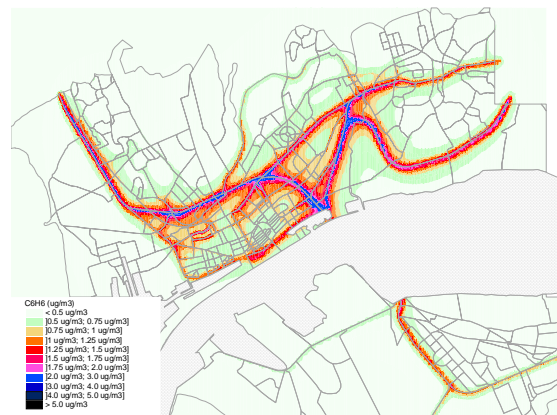 C6H6 (ug/m3)
< 0.5 ug/m3
]0.5 ug/m3; 0.75 ug/m3]
]0.75 ug/m3; 1 ug/m3]
]1 ug/m3; 1.25 ug/m3]
]1.25 ug/m3; 1.5 ug/m3]
]1.5 ug/m3; 1.75 ug/m3]
]1.75 ug/m3; 2.0 ug/m3]
]2.0 ug/m3; 3.0 ug/m3]
]3.0 ug/m3; 4.0 ug/m3]
]4.0 ug/m3; 5.0 ug/m3]
> 5.0 ug/m3